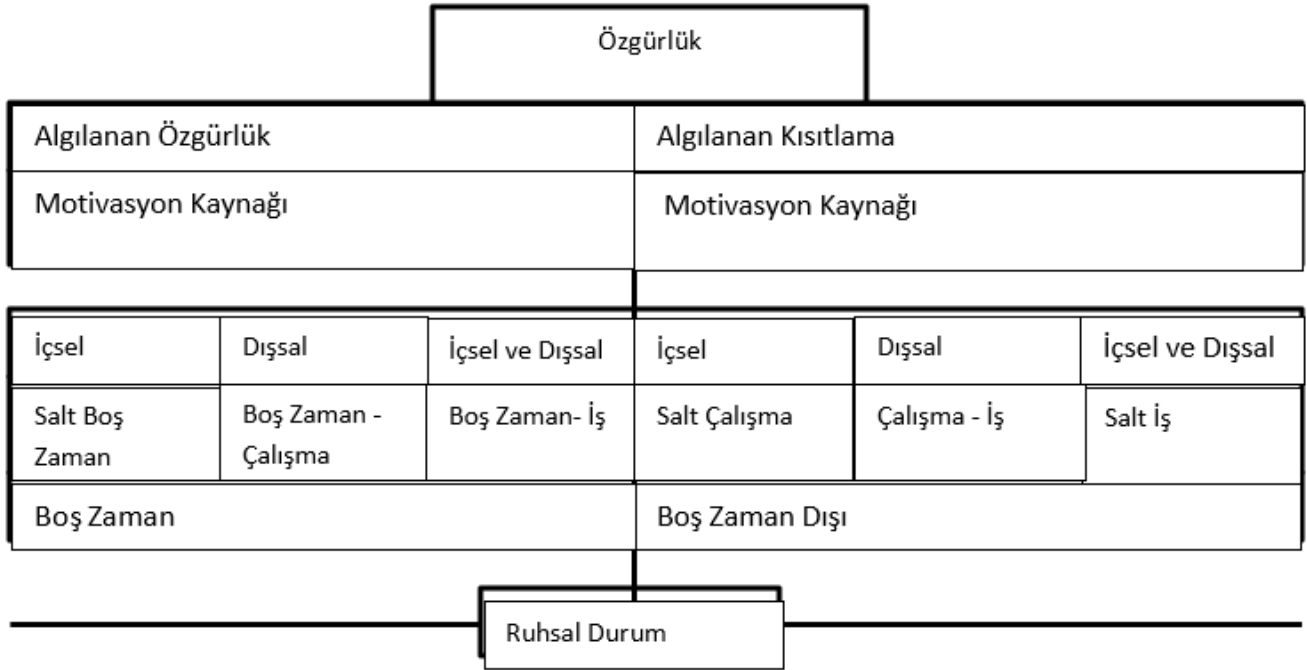 Özgürlük
Algılanan Özgürlük
Algılanan Kısıtlama
Motivasyon Kaynağı
Motivasyon Kaynağı
İçsel
Dışsal
İçsel ve Dışsal
İçsel
Dışsal
İçsel ve Dışsal
Salt Boş
Zaman
Boş Zaman -
Çalışma
Boş Zaman- İş
Salt Çalışma
Çalışma - İş
Salt İş
Boş Zaman
Boş Zaman Dışı
Ruhsal Durum